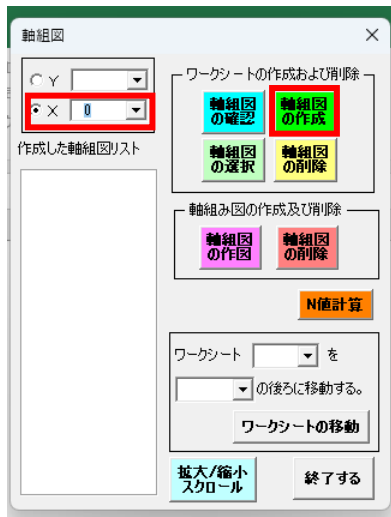 軸組図
Y
X 0
作成した軸組図リスト
ワークシートの作成および削除
軸組図
の確認
軸組図
の作成
軸組図
の選択
軸組図
の削除
軸組み図の作成及び削除
軸組図
の作図
軸組図
の削除
N値計算
ワークシート を
の後ろに移動する。
ワークシートの移動
拡大/縮小
スクロール
終了する